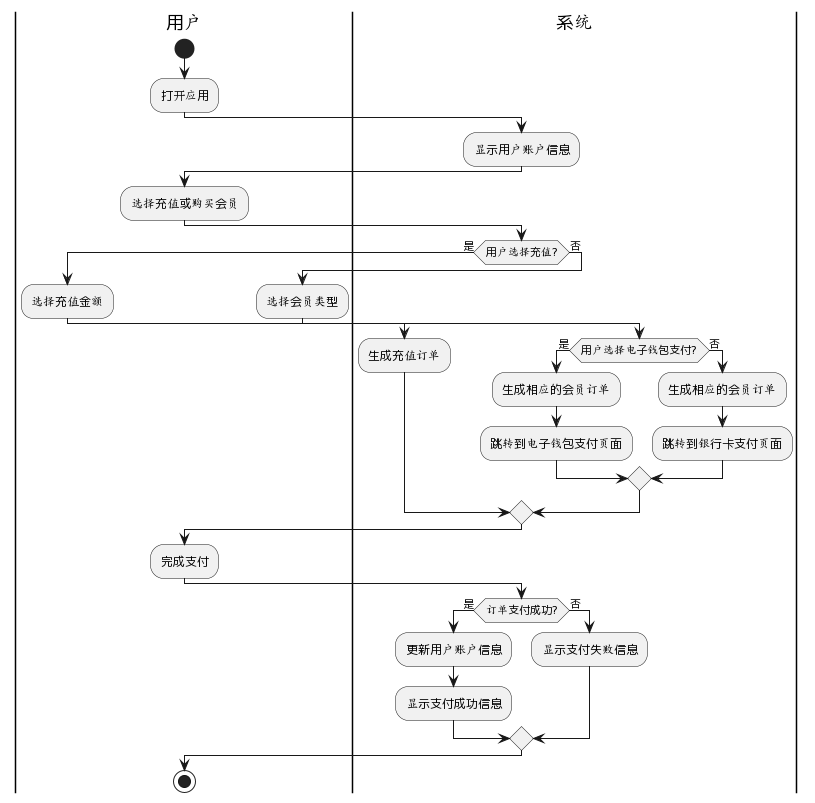 用户
系统
打开应用
显示用户账户信息
选择充值或购买会员
用户选择充值?
是
否
选择充值金额
选择会员类型
生成充值订单
用户选择电子钱包支付?
是
否
生成相应的会员订单
生成相应的会员订单
跳转到电子钱包支付页面
跳转到银行卡支付页面
完成支付
订单支付成功?
是
否
更新用户账户信息
显示支付失败信息
显示支付成功信息